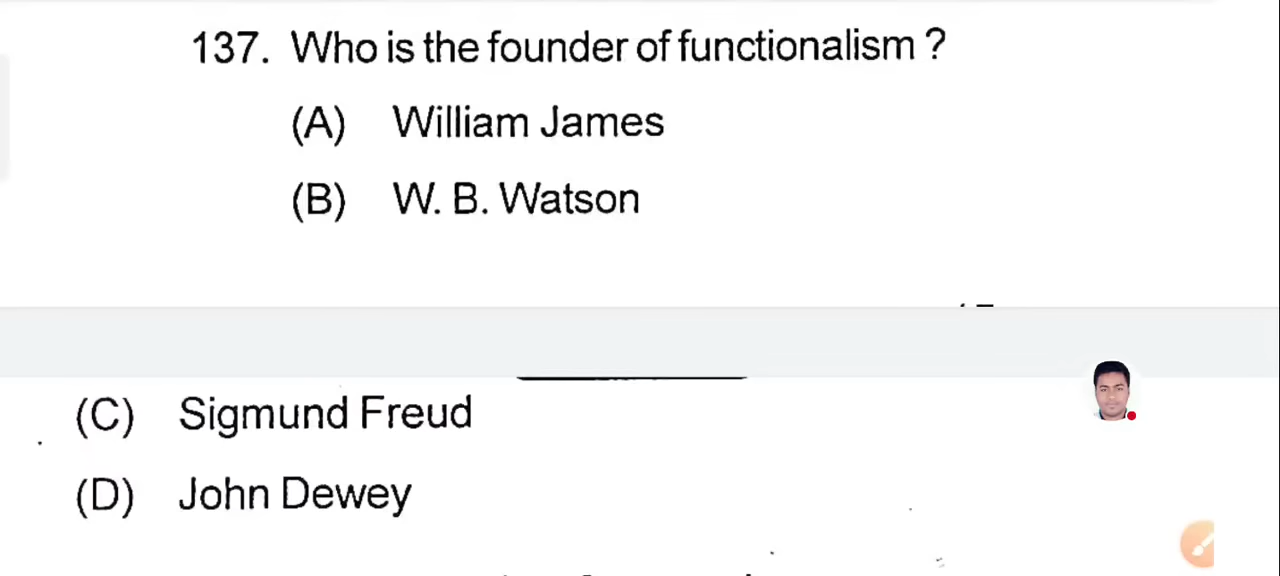 137. Who is the founder of functionalism ?
(A) William James
(B) W. B. Watson
(C) Sigmund Freud
(D) John Dewey